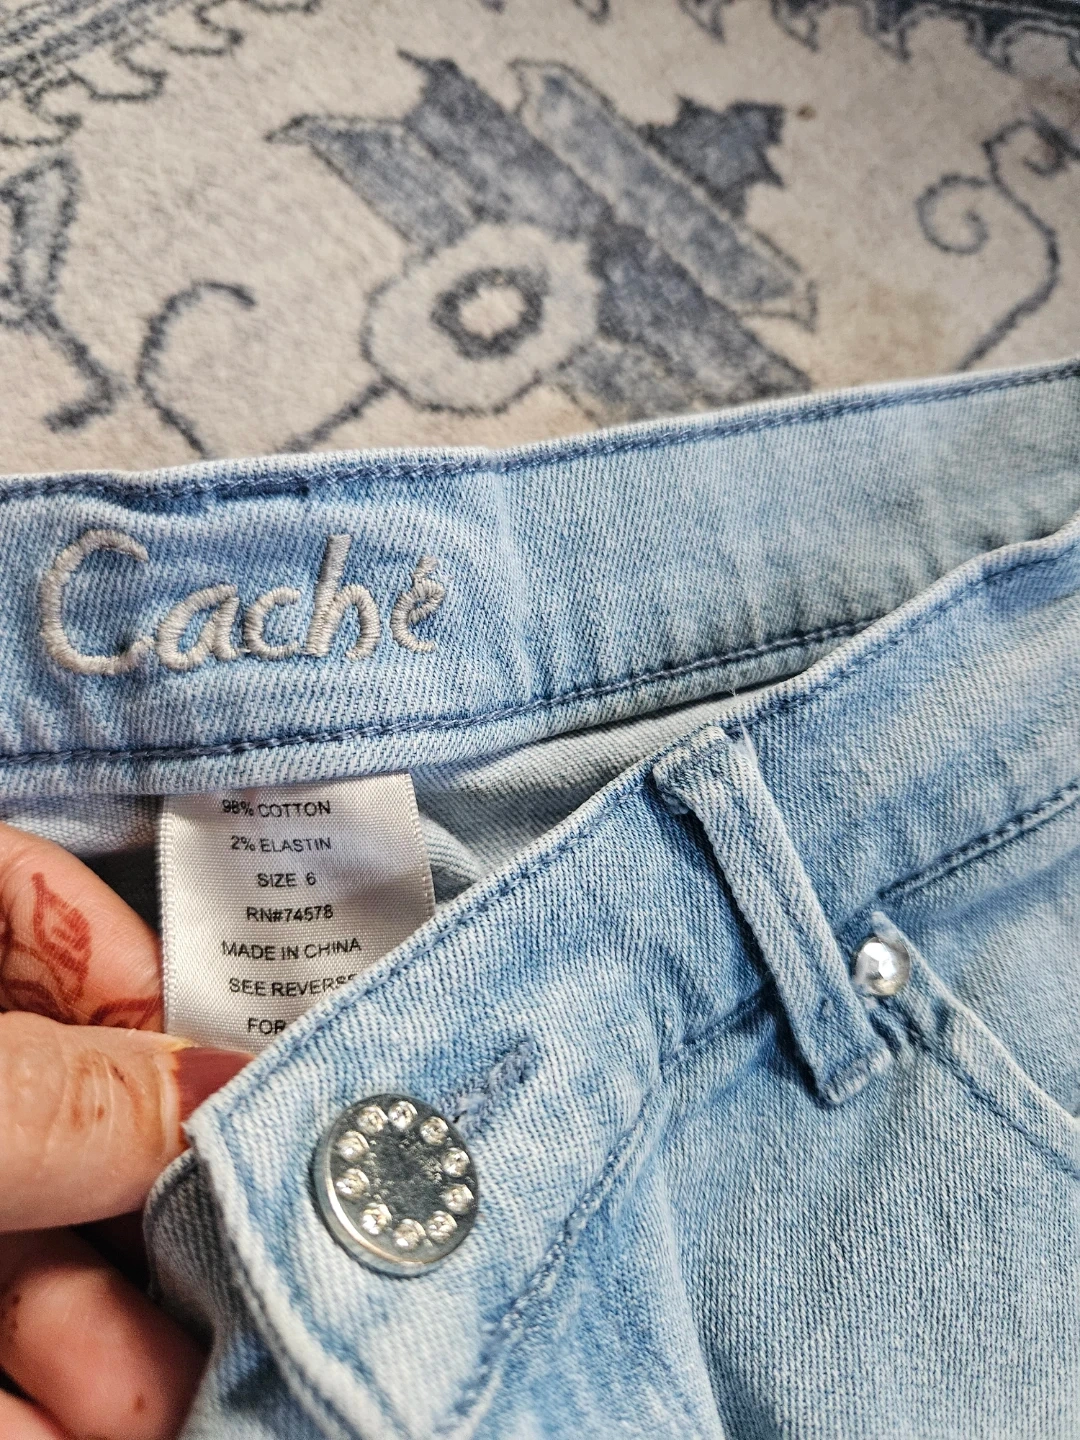 Caché
98% COTTON
2% ELASTIN
SIZE 6
RN#74578
MADE IN CHINA
SEE REVERSE
FOR